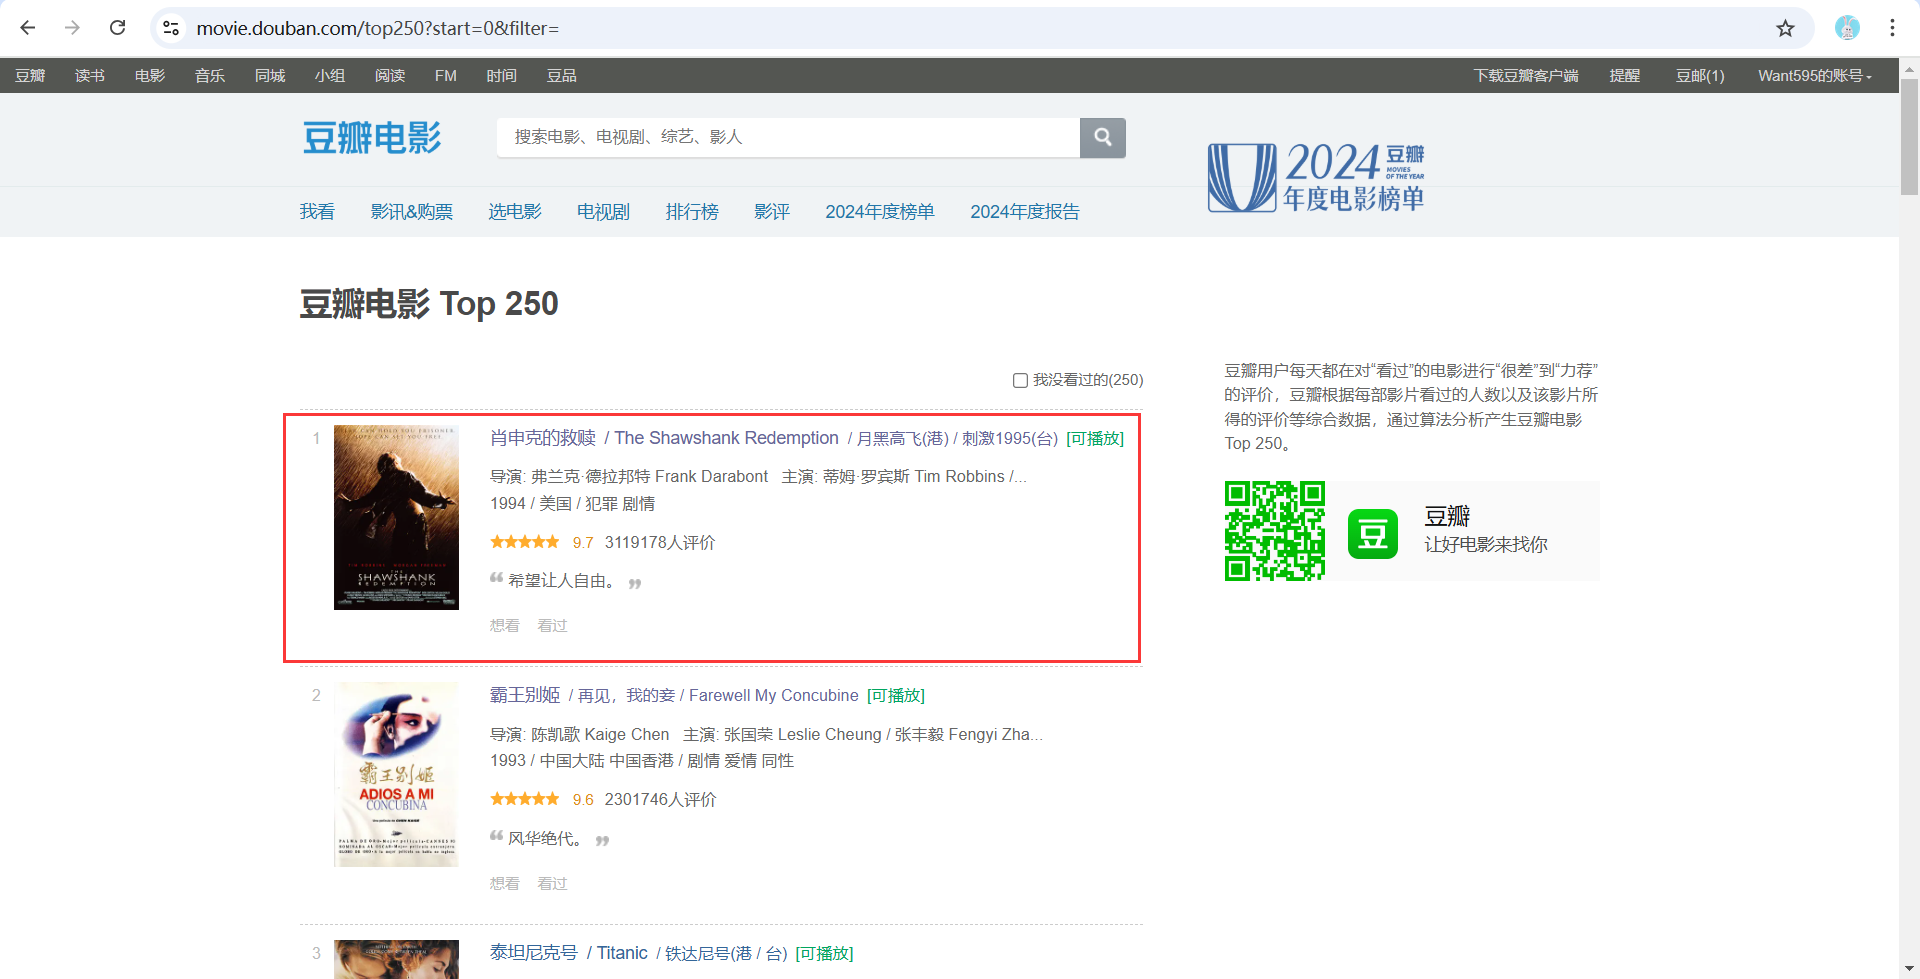 movie.douban.com/top250?start=0&filter=
豆瓣 读书 电影 音乐 同城 小组 阅读 FM 时间 豆品 下载豆瓣客户端 提醒 豆邮(1) Want595的账号
豆瓣电影
搜索电影、电视剧、综艺、影人
2024 豆瓣
MOVIES
OF THE YEAR
年度电影榜单
我看 影讯&购票 选电影 电视剧 排行榜 影评 2024年度榜单 2024年度报告
豆瓣电影 Top 250
我没看过的(250)
1
肖申克的救赎 / The Shawshank Redemption / 月黑高飞(港) / 刺激1995(台) [可播放]
导演: 弗兰克·德拉邦特 Frank Darabont 主演: 蒂姆·罗宾斯 Tim Robbins /...
1994 / 美国 / 犯罪 剧情
9.7 3119178人评价
“ 希望让人自由。 ”
想看 看过
THE
SHAWSHANK
REDEMPTION
2
霸王别姬 / 再见，我的妾 / Farewell My Concubine [可播放]
导演: 陈凯歌 Kaige Chen 主演: 张国荣 Leslie Cheung / 张丰毅 Fengyi Zha...
1993 / 中国大陆 中国香港 / 剧情 爱情 同性
9.6 2301746人评价
“ 风华绝代。 ”
想看 看过
霸王别姬
ADIOS A MI
CONCUBINA
3
泰坦尼克号 / Titanic / 铁达尼号(港 / 台) [可播放]
豆瓣用户每天都在对“看过”的电影进行“很差”到“力荐”
的评价，豆瓣根据每部影片看过的人数以及该影片所
得的评价等综合数据，通过算法分析产生豆瓣电影
Top 250。
豆
豆瓣
让好电影来找你